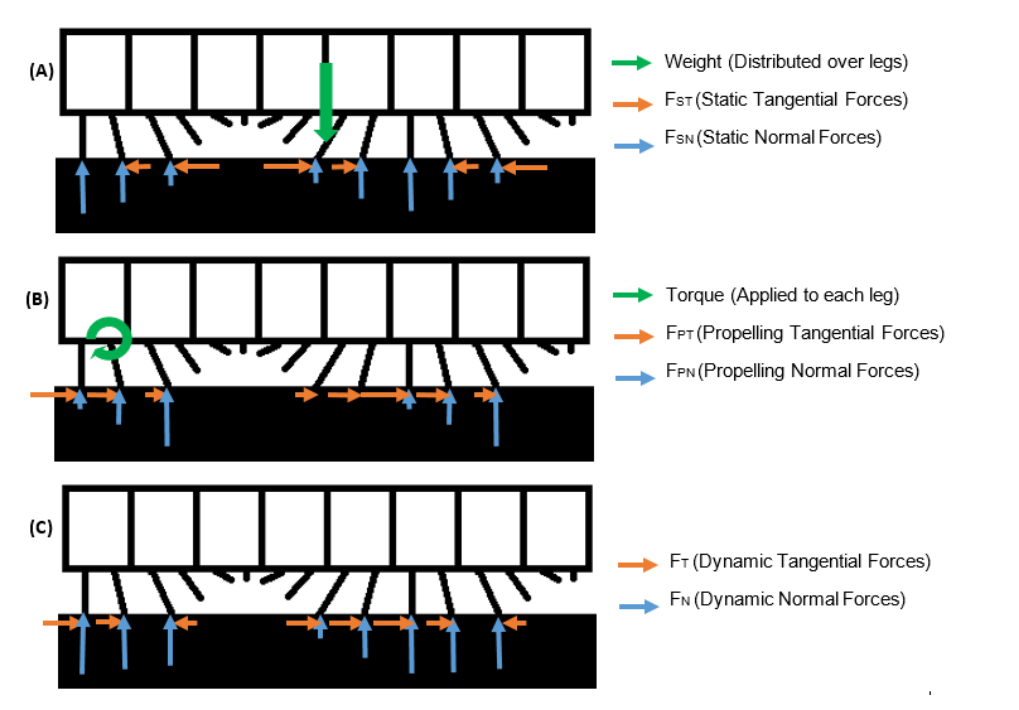 (A)
Weight (Distributed over legs)
FST (Static Tangential Forces)
FSN (Static Normal Forces)
(B)
Torque (Applied to each leg)
FPT (Propelling Tangential Forces)
FPN (Propelling Normal Forces)
(C)
FT (Dynamic Tangential Forces)
FN (Dynamic Normal Forces)